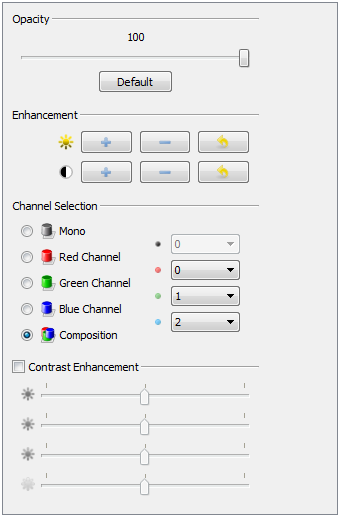 Opacity
100
Default
Enhancement
Channel Selection
Mono
0
Red Channel
0
Green Channel
1
Blue Channel
2
Composition
Contrast Enhancement